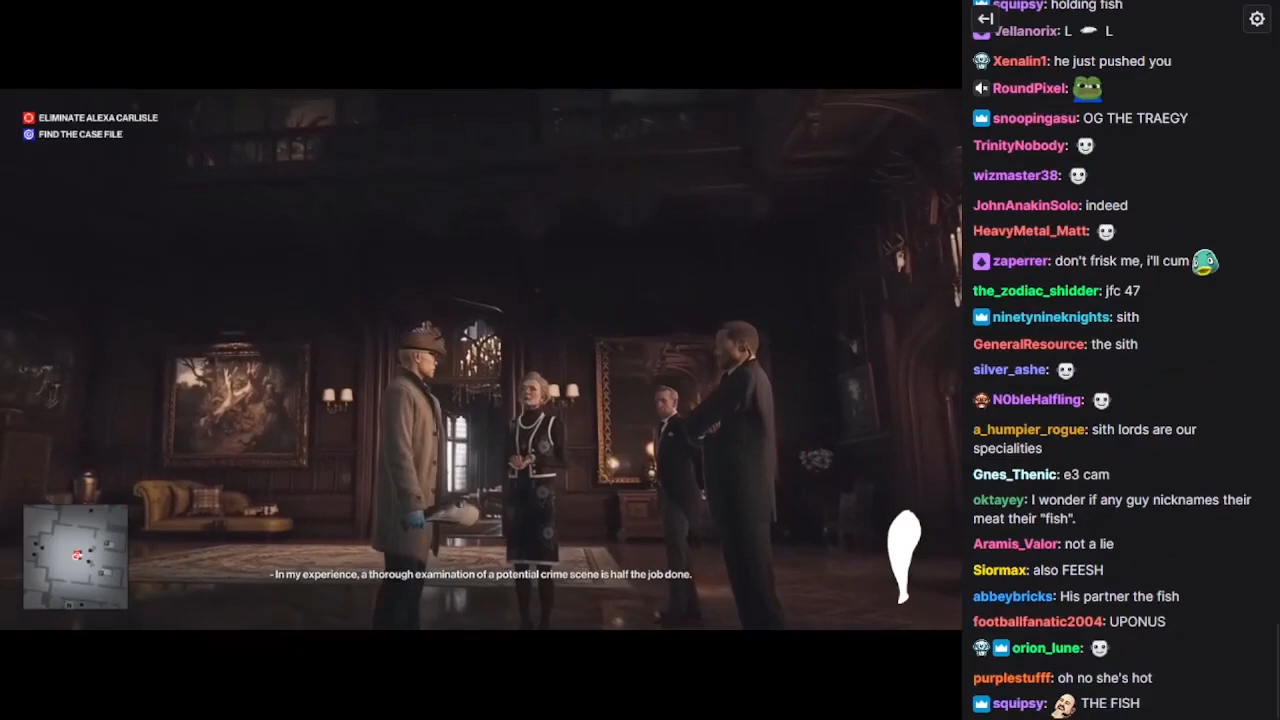 ELIMINATE ALEXA CARLISLE
FIND THE CASE FILE
- In my experience, a thorough examination of a potential crime scene is half the job done.
N
squipsy: holding fish
Vellanorix: L L
Xenalin1: he just pushed you
RoundPixel:
snoopingasu: OG THE TRAEGY
TrinityNobody:
wizmaster38:
JohnAnakinSolo: indeed
HeavyMetal_Matt:
zaperrer: don't frisk me, i'll cum
the_zodiac_shidder: jfc 47
ninetynineknights: sith
GeneralResource: the sith
silver_ashe:
N0bleHalfling:
a_humpier_rogue: sith lords are our
specialities
Gnes_Thenic: e3 cam
oktayey: I wonder if any guy nicknames their
meat their "fish".
Aramis_Valor: not a lie
Siormax: also FEESH
abbeybricks: His partner the fish
footballfanatic2004: UPONUS
orion_lune:
purplestufff: oh no she's hot
squipsy: THE FISH